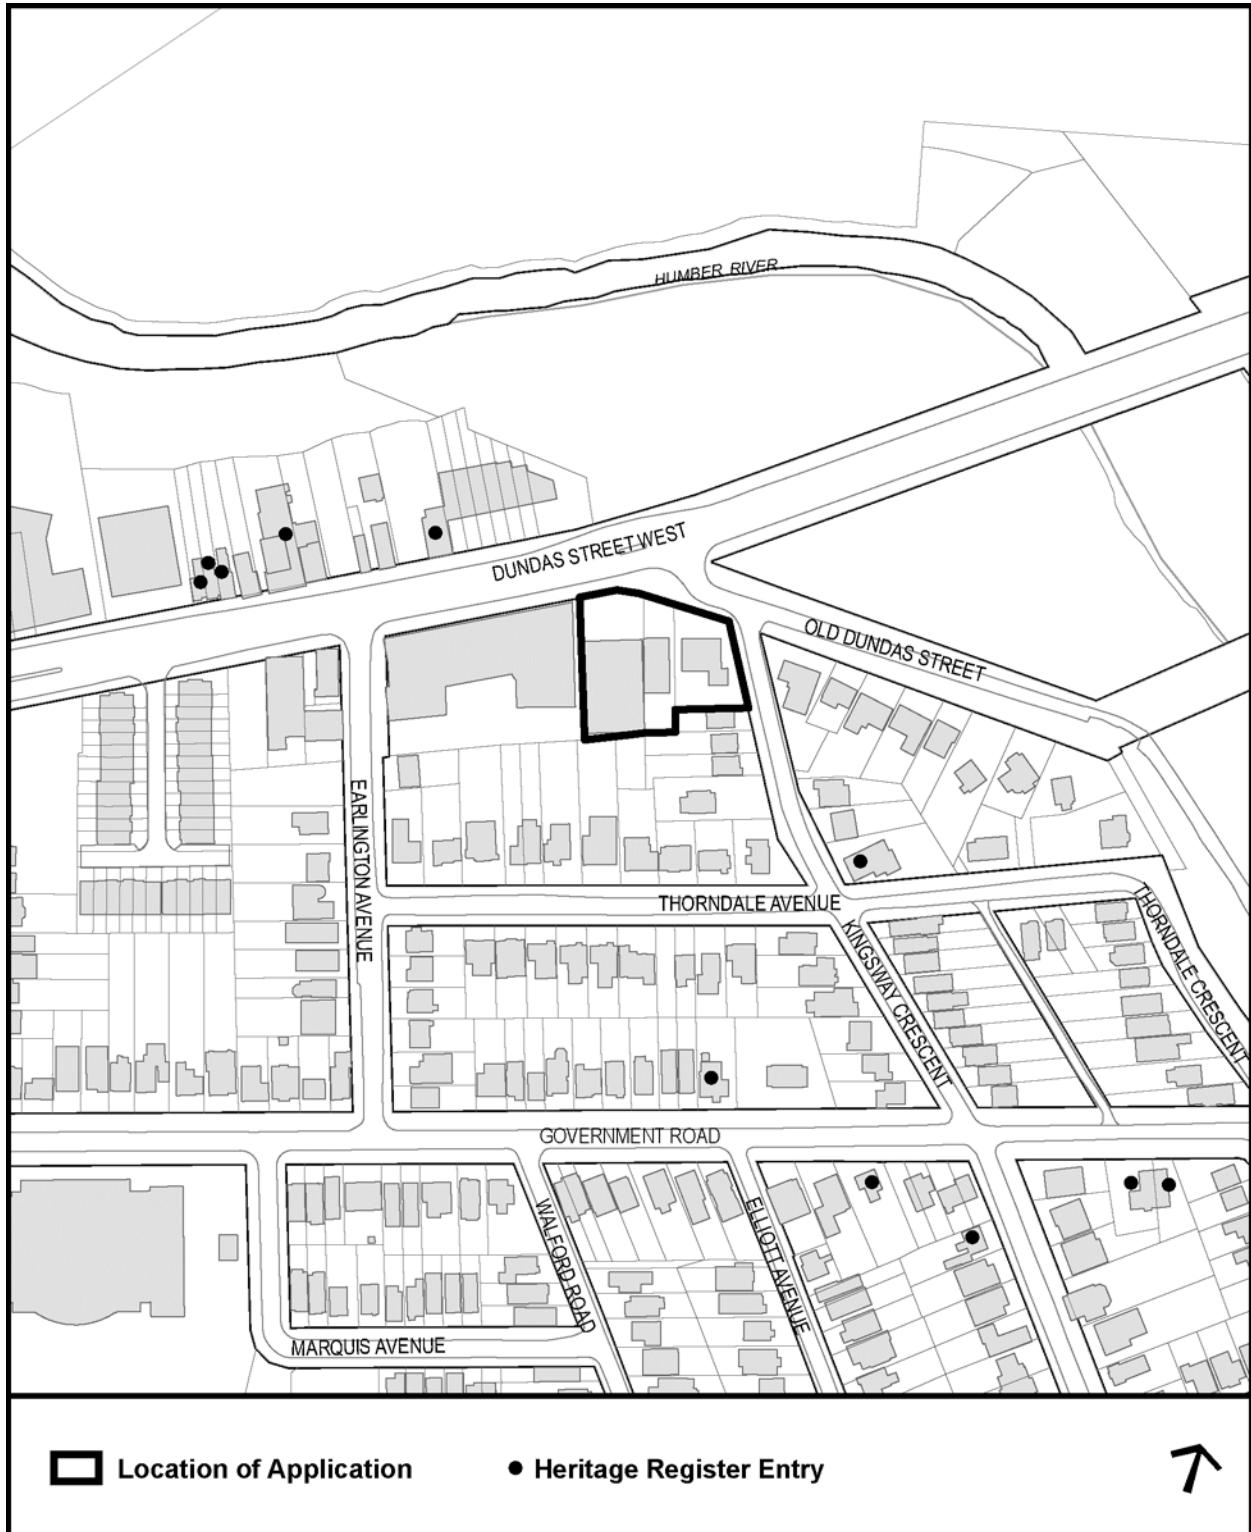 HUMBER RIVER
DUNDAS STREET WEST
OLD DUNDAS STREET
EARLINGTON AVENUE
THORNDALE AVENUE
KINGSWAY CRESCENT
THORNDALE CRESCENT
GOVERNMENT ROAD
WALFORD ROAD
ELLIOTT AVENUE
MARQUIS AVENUE
Location of Application
Heritage Register Entry